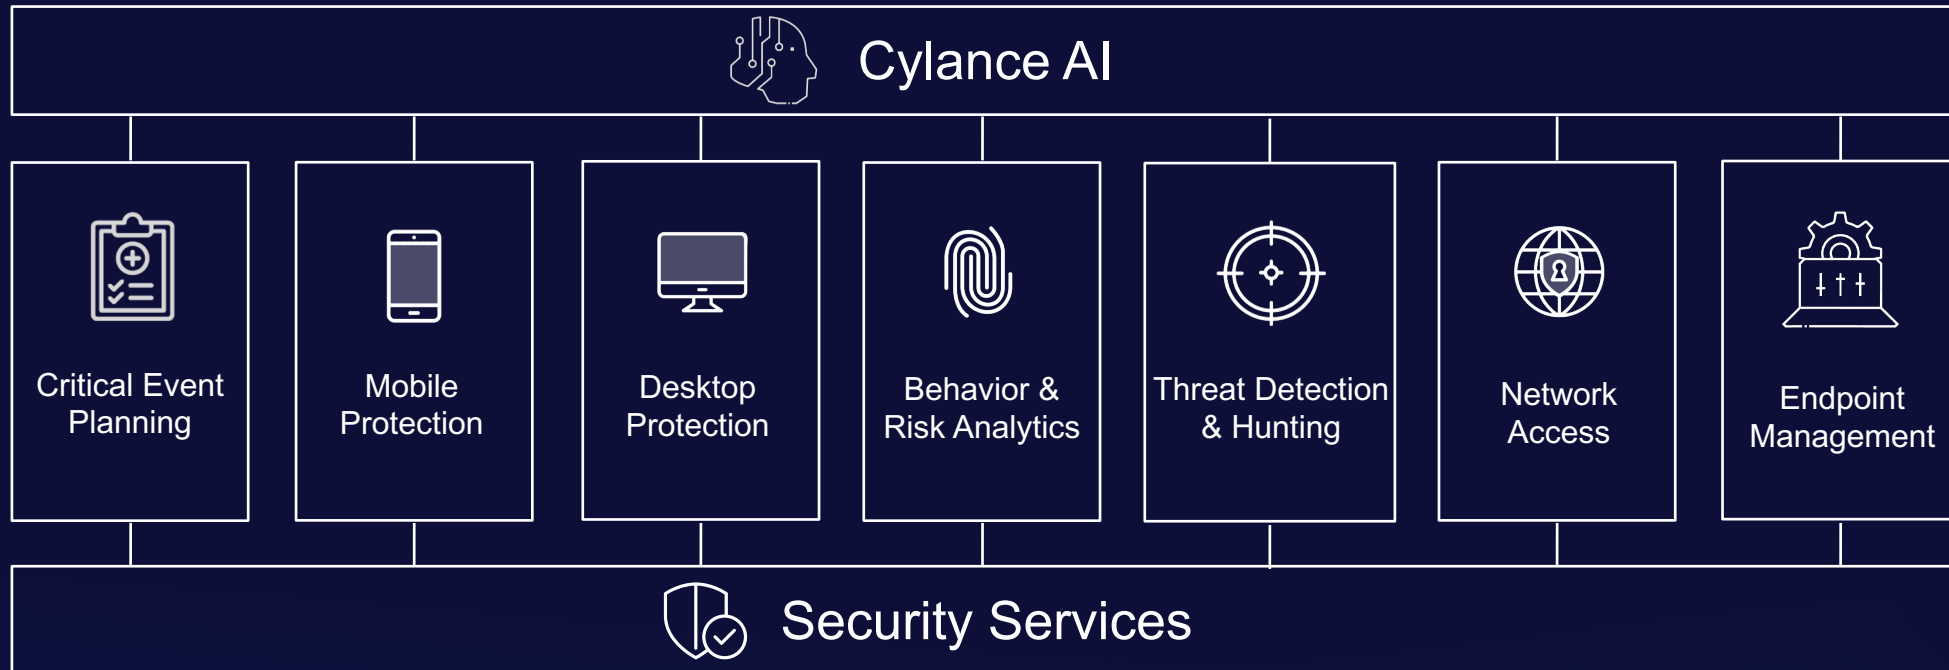 Cylance AI
Critical Event
Planning
Mobile
Protection
Desktop
Protection
Behavior &
Risk Analytics
Threat Detection
& Hunting
Network
Access
Endpoint
Management
Security Services